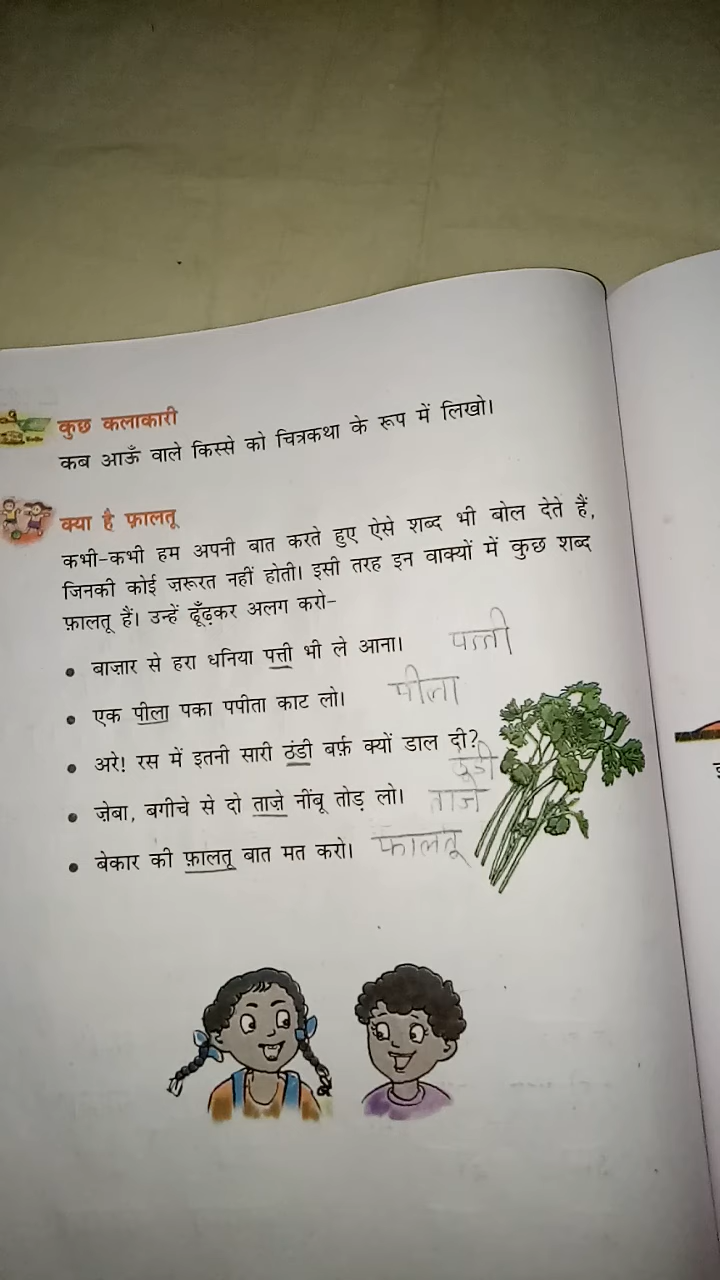 कुछ कलाकारी
कब आऊँ वाले किस्से को चित्रकथा के रूप में लिखो।
क्या है फ़ालतू
कभी-कभी हम अपनी बात करते हुए ऐसे शब्द भी बोल देते हैं,
जिनकी कोई ज़रूरत नहीं होती। इसी तरह इन वाक्यों में कुछ शब्द
फ़ालतू हैं। उन्हें ढूँढ़कर अलग करो–
• बाज़ार से हरा धनिया पत्ती भी ले आना। पत्ती
• एक पीला पका पपीता काट लो। पीला
• अरे! रस में इतनी सारी ठंडी बर्फ़ क्यों डाल दी?
• ज़ेबा, बगीचे से दो ताज़े नींबू तोड़ लो। ताजे
• बेकार की फ़ालतू बात मत करो। फालतू